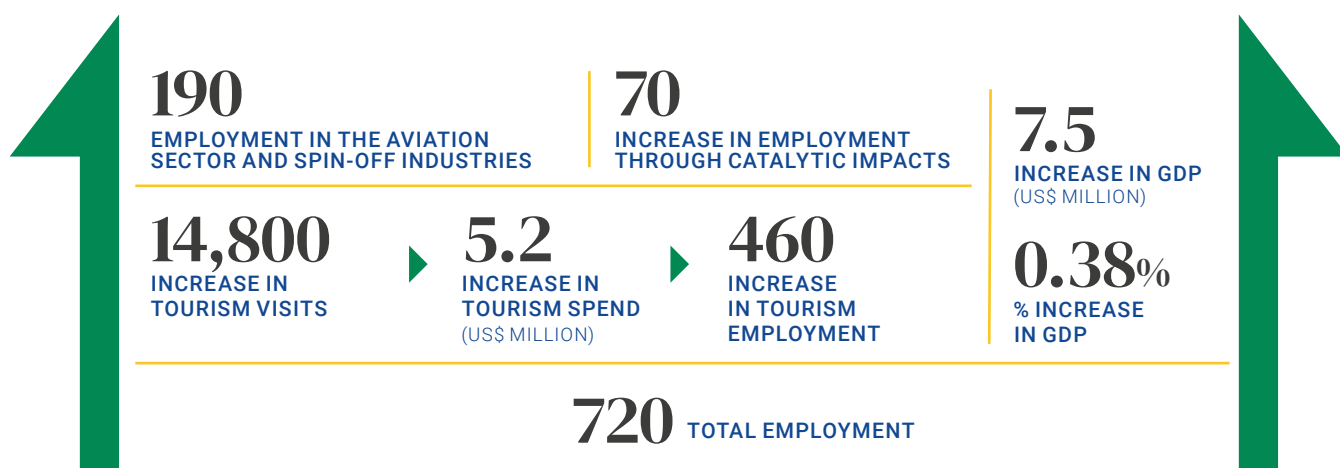 190
EMPLOYMENT IN THE AVIATION
SECTOR AND SPIN-OFF INDUSTRIES
70
INCREASE IN EMPLOYMENT
THROUGH CATALYTIC IMPACTS
14,800
INCREASE IN
TOURISM VISITS
5.2
INCREASE IN
TOURISM SPEND
(US$ MILLION)
460
INCREASE
IN TOURISM
EMPLOYMENT
7.5
INCREASE IN GDP
(US$ MILLION)
0.38%
% INCREASE
IN GDP
720 TOTAL EMPLOYMENT